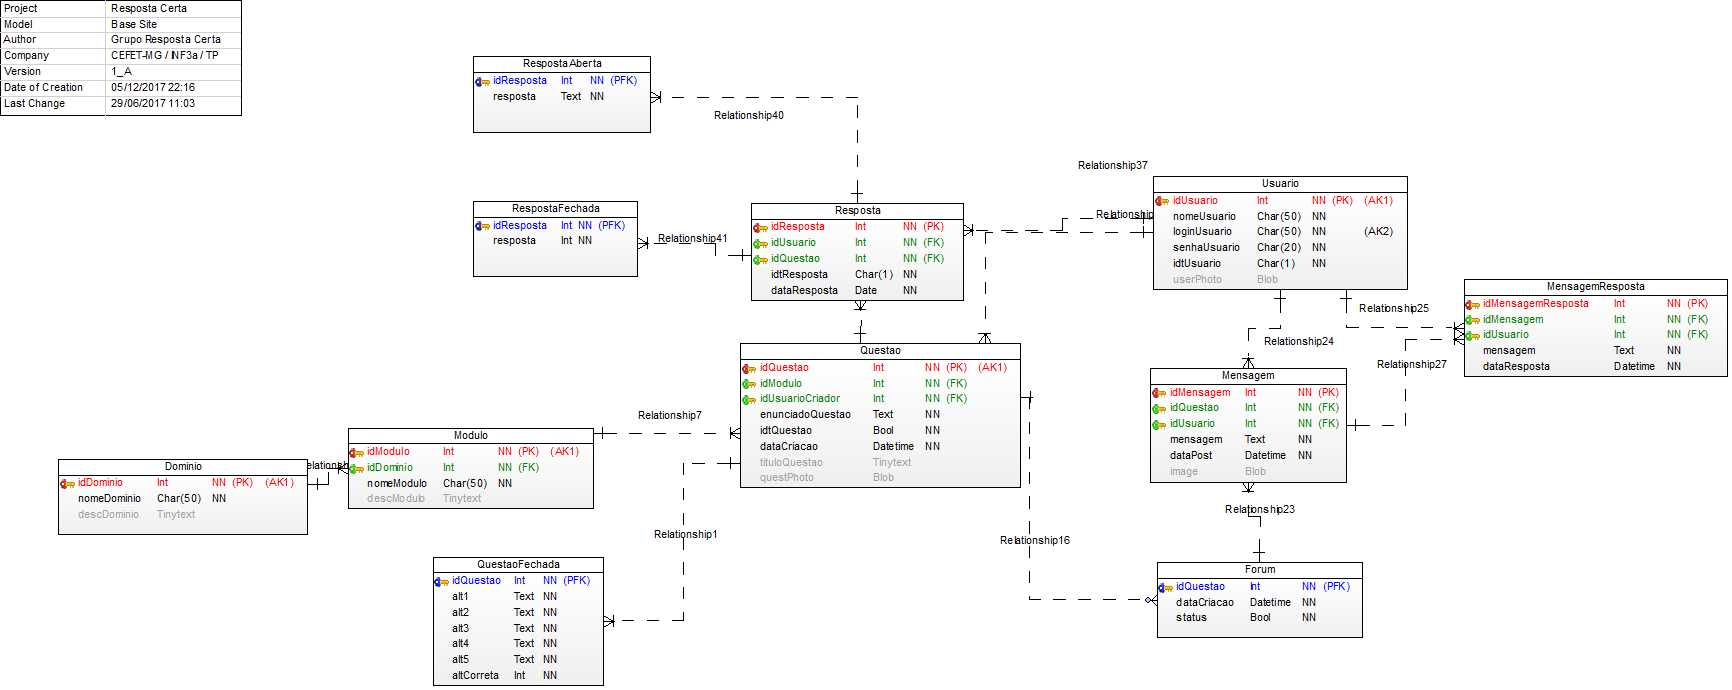 Project Resposta Certa
Model Base Site
Author Grupo Resposta Certa
Company CEFET-MG / INF3a / TP
Version 1_A
Date of Creation 05/12/2017 22:16
Last Change 29/06/2017 11:03
RespostaAberta
idResposta Int NN (PFK)
resposta Text NN
Relationship40
RespostaFechada
idResposta Int NN (PFK)
resposta Int NN
Relationship41
Resposta
idResposta Int NN (PK)
idUsuario Int NN (FK)
idQuestao Int NN (FK)
idtResposta Char(1) NN
dataResposta Date NN
Relationship37
Relationship
Usuario
idUsuario Int NN (PK) (AK1)
nomeUsuario Char(50) NN
loginUsuario Char(50) NN (AK2)
senhaUsuario Char(20) NN
idtUsuario Char(1) NN
userPhoto Blob
Relationship25
Relationship24
Relationship27
MensagemResposta
idMensagemResposta Int NN (PK)
idMensagem Int NN (FK)
idUsuario Int NN (FK)
mensagem Text NN
dataResposta Datetime NN
Questao
idQuestao Int NN (PK) (AK1)
idModulo Int NN (FK)
idUsuarioCriador Int NN (FK)
enunciadoQuestao Text NN
idtQuestao Bool NN
dataCriacao Datetime NN
tituloQuestao Tinytext
questPhoto Blob
Mensagem
idMensagem Int NN (PK)
idQuestao Int NN (FK)
idUsuario Int NN (FK)
mensagem Text NN
dataPost Datetime NN
image Blob
Relationship7
Modulo
idModulo Int NN (PK) (AK1)
idDominio Int NN (FK)
nomeModulo Char(50) NN
descModulo Tinytext
elations
Dominio
idDominio Int NN (PK) (AK1)
nomeDominio Char(50) NN
descDominio Tinytext
Relationship1
Relationship16
Relationship23
QuestaoFechada
idQuestao Int NN (PFK)
alt1 Text NN
alt2 Text NN
alt3 Text NN
alt4 Text NN
alt5 Text NN
altCorreta Int NN
Forum
idQuestao Int NN (PFK)
dataCriacao Datetime NN
status Bool NN